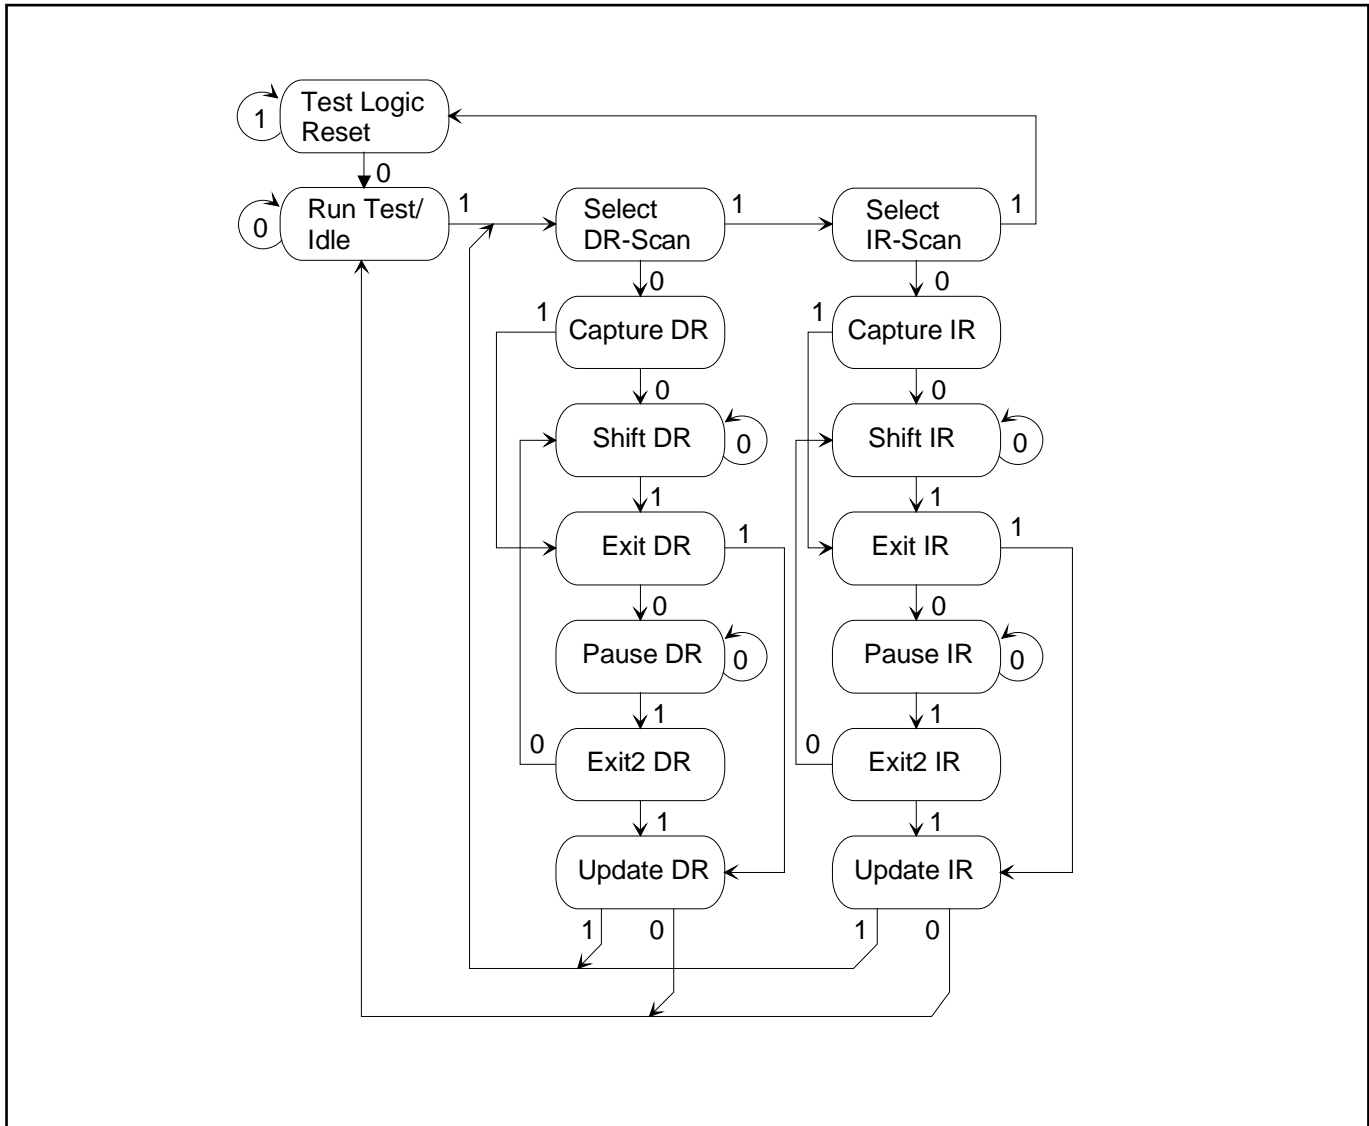 Test Logic
Reset
1
0
Run Test/
Idle
0
1
Select
DR-Scan
1
Select
IR-Scan
1
0
0
1
Capture DR
1
Capture IR
0
0
Shift DR
0
Shift IR
0
1
1
Exit DR
1
Exit IR
1
0
0
Pause DR
0
Pause IR
0
1
1
0
Exit2 DR
0
Exit2 IR
1
1
Update DR
Update IR
1
0
1
0